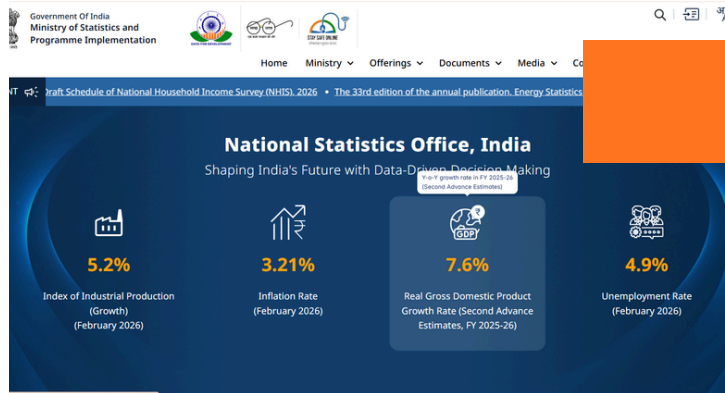 Government Of India
Ministry of Statistics and
Programme Implementation
DATA FOR DEVELOPMENT
STAY SAFE ONLINE
Home Ministry Offerings Documents Media
Draft Schedule of National Household Income Survey (NHIS), 2026 • The 33rd edition of the annual publication, Energy Statistics
National Statistics Office, India
Shaping India's Future with Data-Driven Decision Making
Y-o-Y growth rate in FY 2025-26
(Second Advance Estimates)
GDP
5.2%
3.21%
7.6%
4.9%
Index of Industrial Production
(Growth)
(February 2026)
Inflation Rate
(February 2026)
Real Gross Domestic Product
Growth Rate (Second Advance
Estimates, FY 2025-26)
Unemployment Rate
(February 2026)